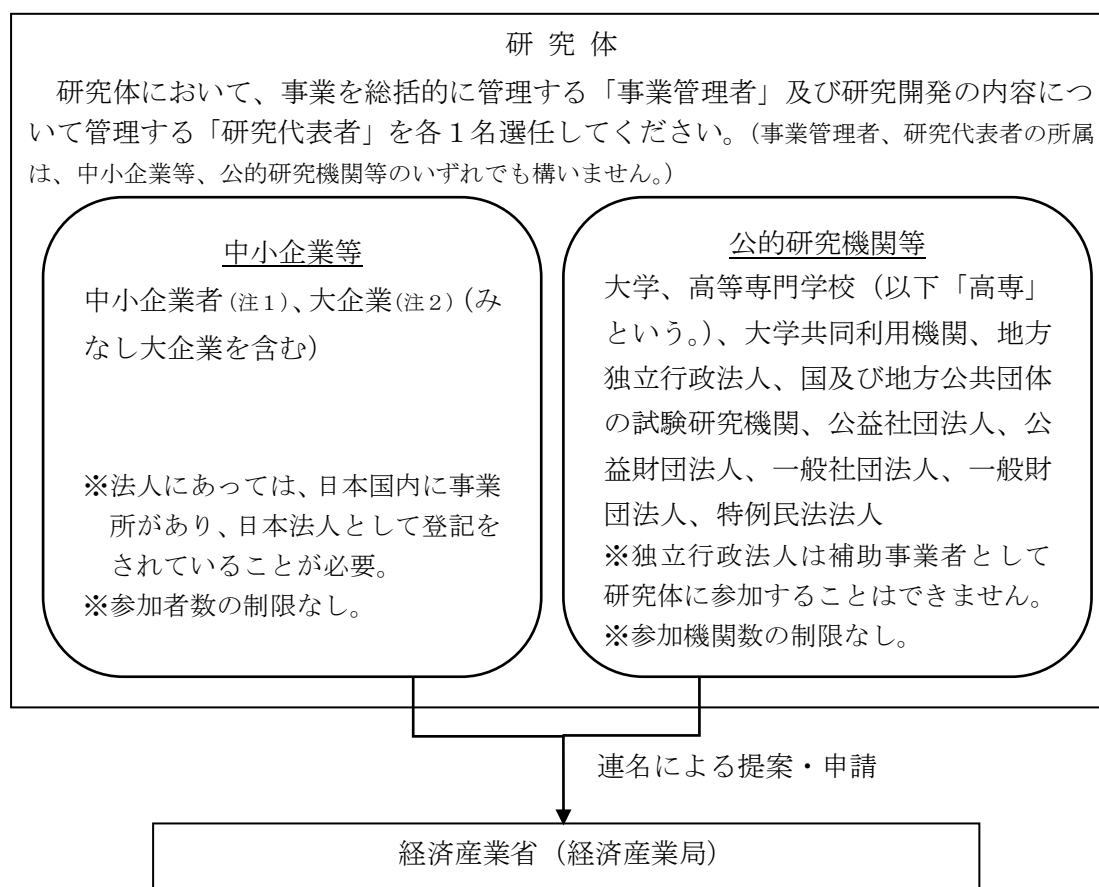 研 究 体
研究体において、事業を総括的に管理する「事業管理者」及び研究開発の内容につ
いて管理する「研究代表者」を各1名選任してください。(事業管理者、研究代表者の所属
は、中小企業等、公的研究機関等のいずれでも構いません。)
中小企業等
中小企業者(注1)、大企業(注2)(み
なし大企業を含む)
※法人にあっては、日本国内に事業
所があり、日本法人として登記を
されていることが必要。
※参加者数の制限なし。
公的研究機関等
大学、高等専門学校(以下「高専」
という。)、大学共同利用機関、地方
独立行政法人、国及び地方公共団体
の試験研究機関、公益社団法人、公
益財団法人、一般社団法人、一般財
団法人、特例民法法人
※独立行政法人は補助事業者として
研究体に参加することはできません。
※参加機関数の制限なし。
連名による提案・申請
経済産業省(経済産業局)